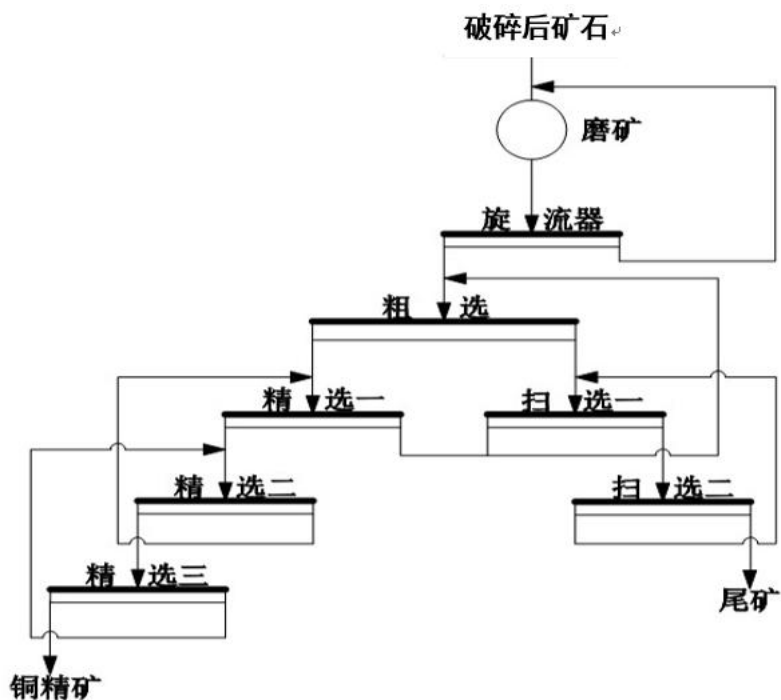 破碎后矿石
磨矿
旋 流器
粗 选
精 选一
扫 选一
精 选二
扫 选二
精 选三
尾矿
铜精矿